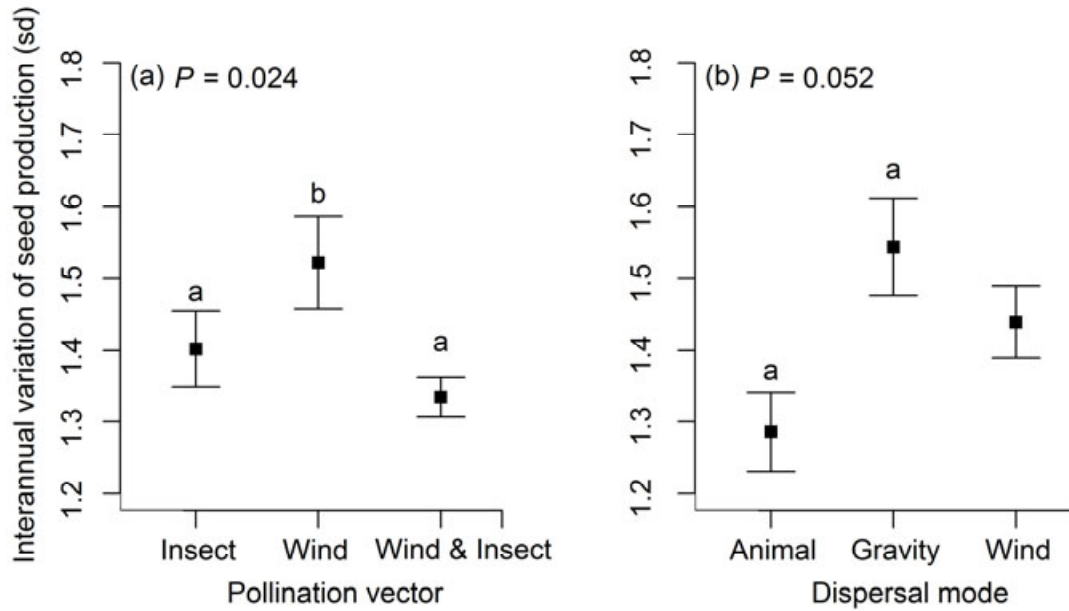 Interannual variation of seed production (sd)
(a) P = 0.024
1.8
1.7
1.6
1.5
1.4
1.3
1.2
a
b
a
Insect Wind Wind & Insect
Pollination vector
(b) P = 0.052
1.8
1.7
1.6
1.5
1.4
1.3
1.2
a
a
Animal Gravity Wind
Dispersal mode